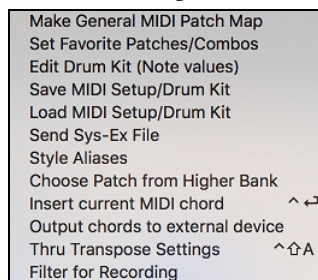 Make General MIDI Patch Map
Set Favorite Patches/Combos
Edit Drum Kit (Note values)
Save MIDI Setup/Drum Kit
Load MIDI Setup/Drum Kit
Send Sys-Ex File
Style Aliases
Choose Patch from Higher Bank
Insert current MIDI chord ^↩
Output chords to external device
Thru Transpose Settings ^⇧A
Filter for Recording